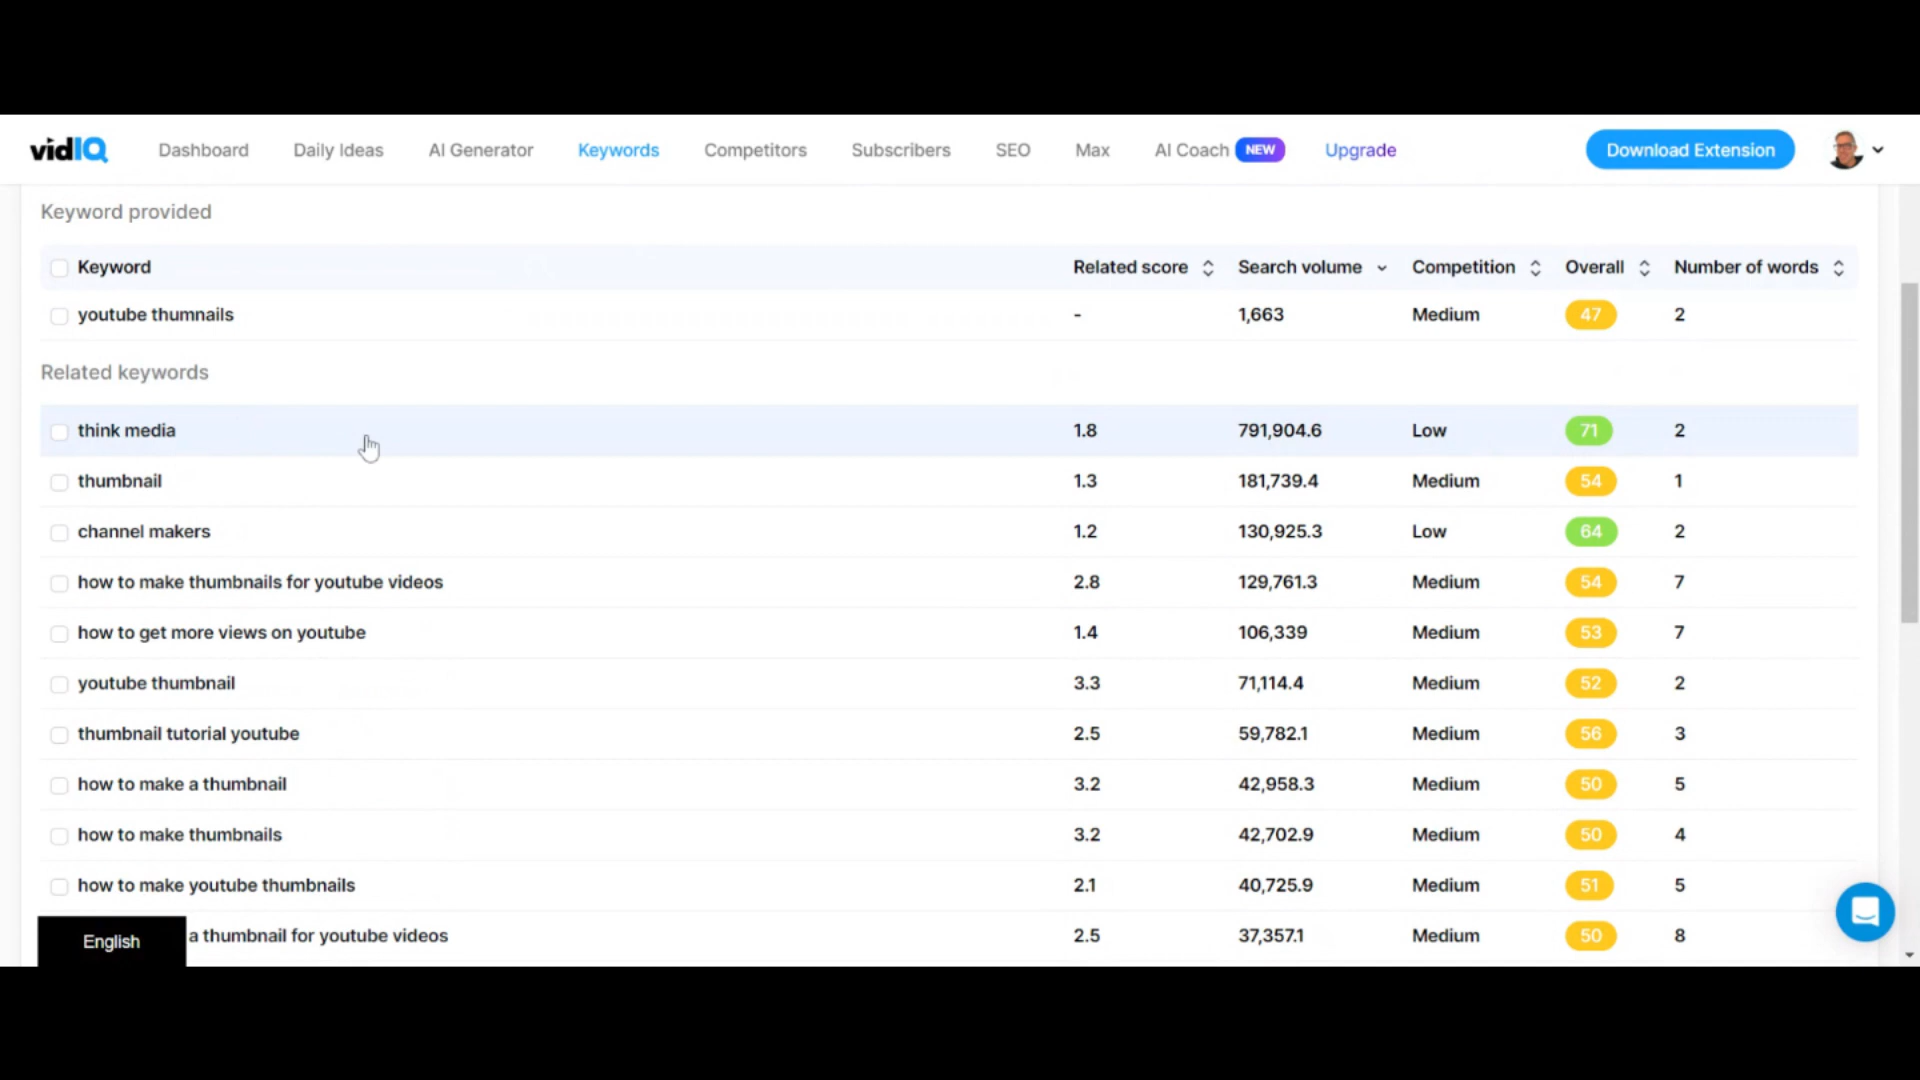 vidIQ Dashboard Daily Ideas AI Generator Keywords Competitors Subscribers SEO Max AI Coach NEW Upgrade Download Extension
Keyword provided
Keyword Related score Search volume Competition Overall Number of words
youtube thumnails - 1,663 Medium 47 2
Related keywords
think media 1.8 791,904.6 Low 71 2
thumbnail 1.3 181,739.4 Medium 54 1
channel makers 1.2 130,925.3 Low 64 2
how to make thumbnails for youtube videos 2.8 129,761.3 Medium 54 7
how to get more views on youtube 1.4 106,339 Medium 53 7
youtube thumbnail 3.3 71,114.4 Medium 52 2
thumbnail tutorial youtube 2.5 59,782.1 Medium 56 3
how to make a thumbnail 3.2 42,958.3 Medium 50 5
how to make thumbnails 3.2 42,702.9 Medium 50 4
how to make youtube thumbnails 2.1 40,725.9 Medium 51 5
English a thumbnail for youtube videos 2.5 37,357.1 Medium 50 8